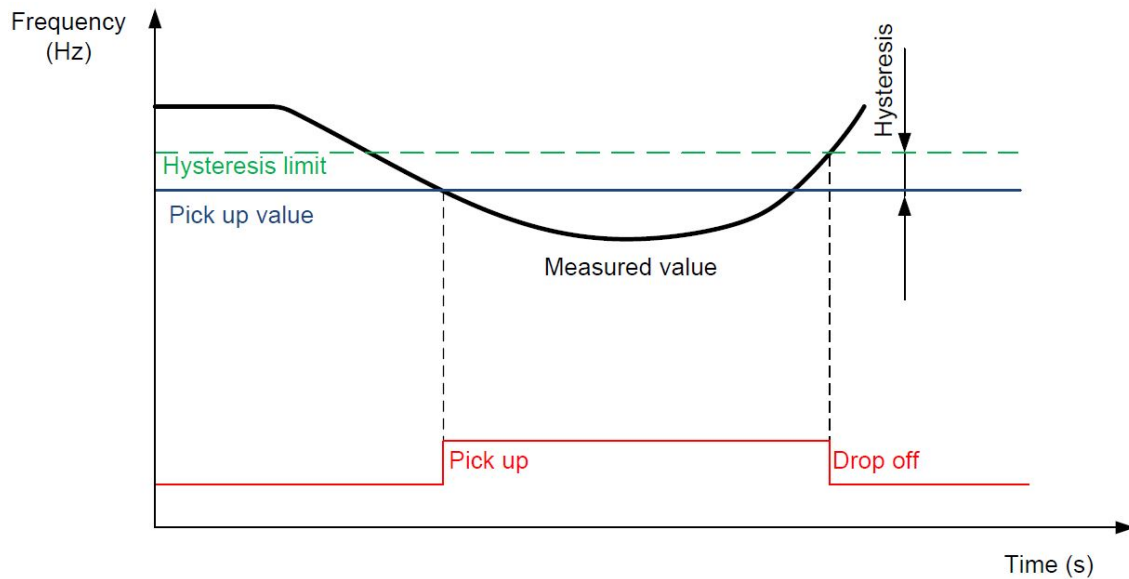 Frequency
(Hz)
Hysteresis
Hysteresis limit
Pick up value
Measured value
Pick up
Drop off
Time (s)